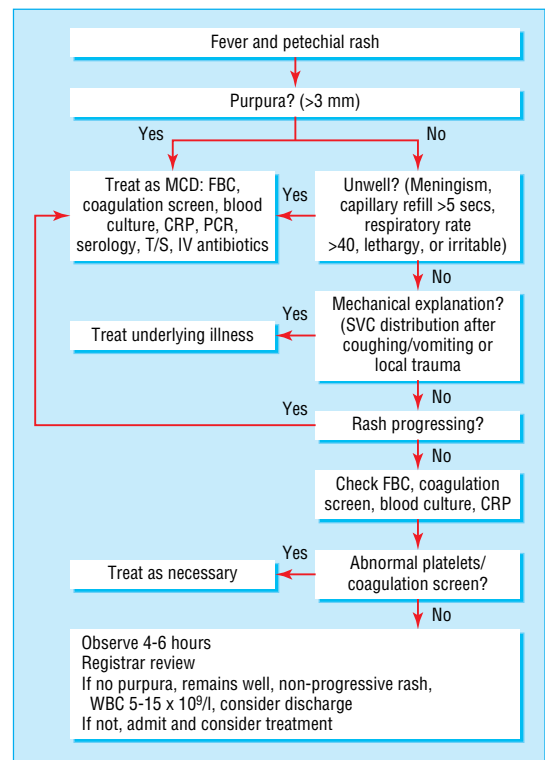 Fever and petechial rash
Purpura? (>3 mm)
Yes
No
Treat as MCD: FBC,
coagulation screen, blood
culture, CRP, PCR,
serology, T/S, IV antibiotics
Yes
Unwell? (Meningism,
capillary refill >5 secs,
respiratory rate
>40, lethargy, or irritable)
No
Treat underlying illness
Yes
Mechanical explanation?
(SVC distribution after
coughing/vomiting or
local trauma
No
Yes
Rash progressing?
No
Check FBC, coagulation
screen, blood culture, CRP
Treat as necessary
Yes
Abnormal platelets/
coagulation screen?
No
Observe 4-6 hours
Registrar review
If no purpura, remains well, non-progressive rash,
WBC 5-15 x 10⁹/l, consider discharge
If not, admit and consider treatment